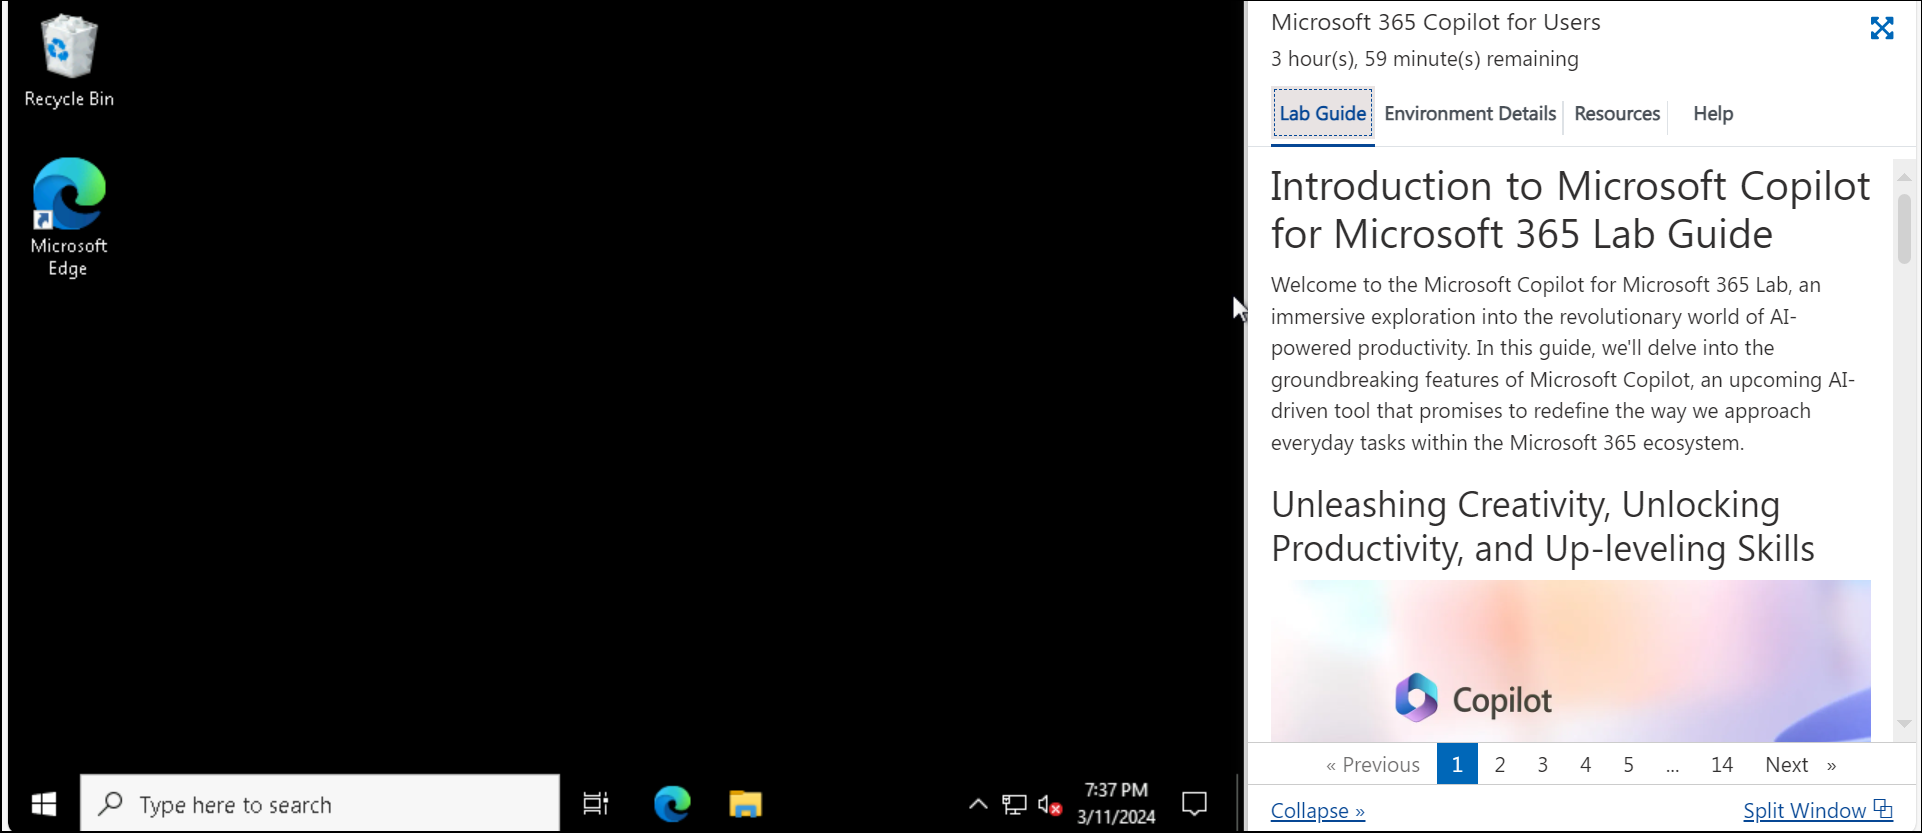 Recycle Bin
Microsoft
Edge
Type here to search
7:37 PM
3/11/2024
Microsoft 365 Copilot for Users
3 hour(s), 59 minute(s) remaining
Lab Guide Environment Details Resources Help
Introduction to Microsoft Copilot
for Microsoft 365 Lab Guide
Welcome to the Microsoft Copilot for Microsoft 365 Lab, an
immersive exploration into the revolutionary world of AI-
powered productivity. In this guide, we'll delve into the
groundbreaking features of Microsoft Copilot, an upcoming AI-
driven tool that promises to redefine the way we approach
everyday tasks within the Microsoft 365 ecosystem.
Unleashing Creativity, Unlocking
Productivity, and Up-leveling Skills
Copilot
« Previous 1 2 3 4 5 ... 14 Next »
Collapse » Split Window